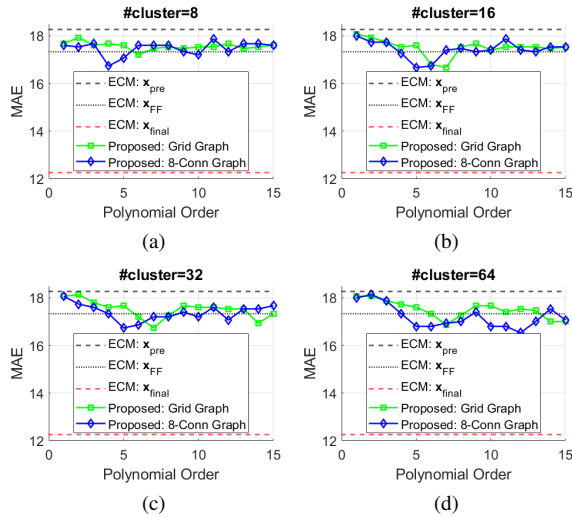 #cluster=8
18
16
14
12
MAE
ECM: x_pre
ECM: x_FF
ECM: x_final
Proposed: Grid Graph
Proposed: 8-Conn Graph
0 5 10 15
Polynomial Order
(a)
#cluster=16
18
16
14
12
MAE
ECM: x_pre
ECM: x_FF
ECM: x_final
Proposed: Grid Graph
Proposed: 8-Conn Graph
0 5 10 15
Polynomial Order
(b)
#cluster=32
18
16
14
12
MAE
ECM: x_pre
ECM: x_FF
ECM: x_final
Proposed: Grid Graph
Proposed: 8-Conn Graph
0 5 10 15
Polynomial Order
(c)
#cluster=64
18
16
14
12
MAE
ECM: x_pre
ECM: x_FF
ECM: x_final
Proposed: Grid Graph
Proposed: 8-Conn Graph
0 5 10 15
Polynomial Order
(d)